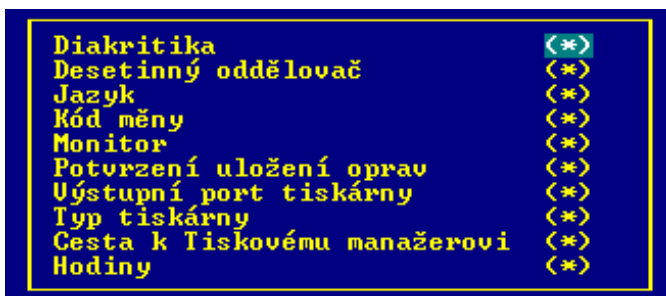 Diakritika (*)
Desetinný oddělovač (*)
Jazyk (*)
Kód měny (*)
Monitor (*)
Potvrzení uložení oprav (*)
Výstupní port tiskárny (*)
Typ tiskárny (*)
Cesta k Tiskovému manažerovi (*)
Hodiny (*)